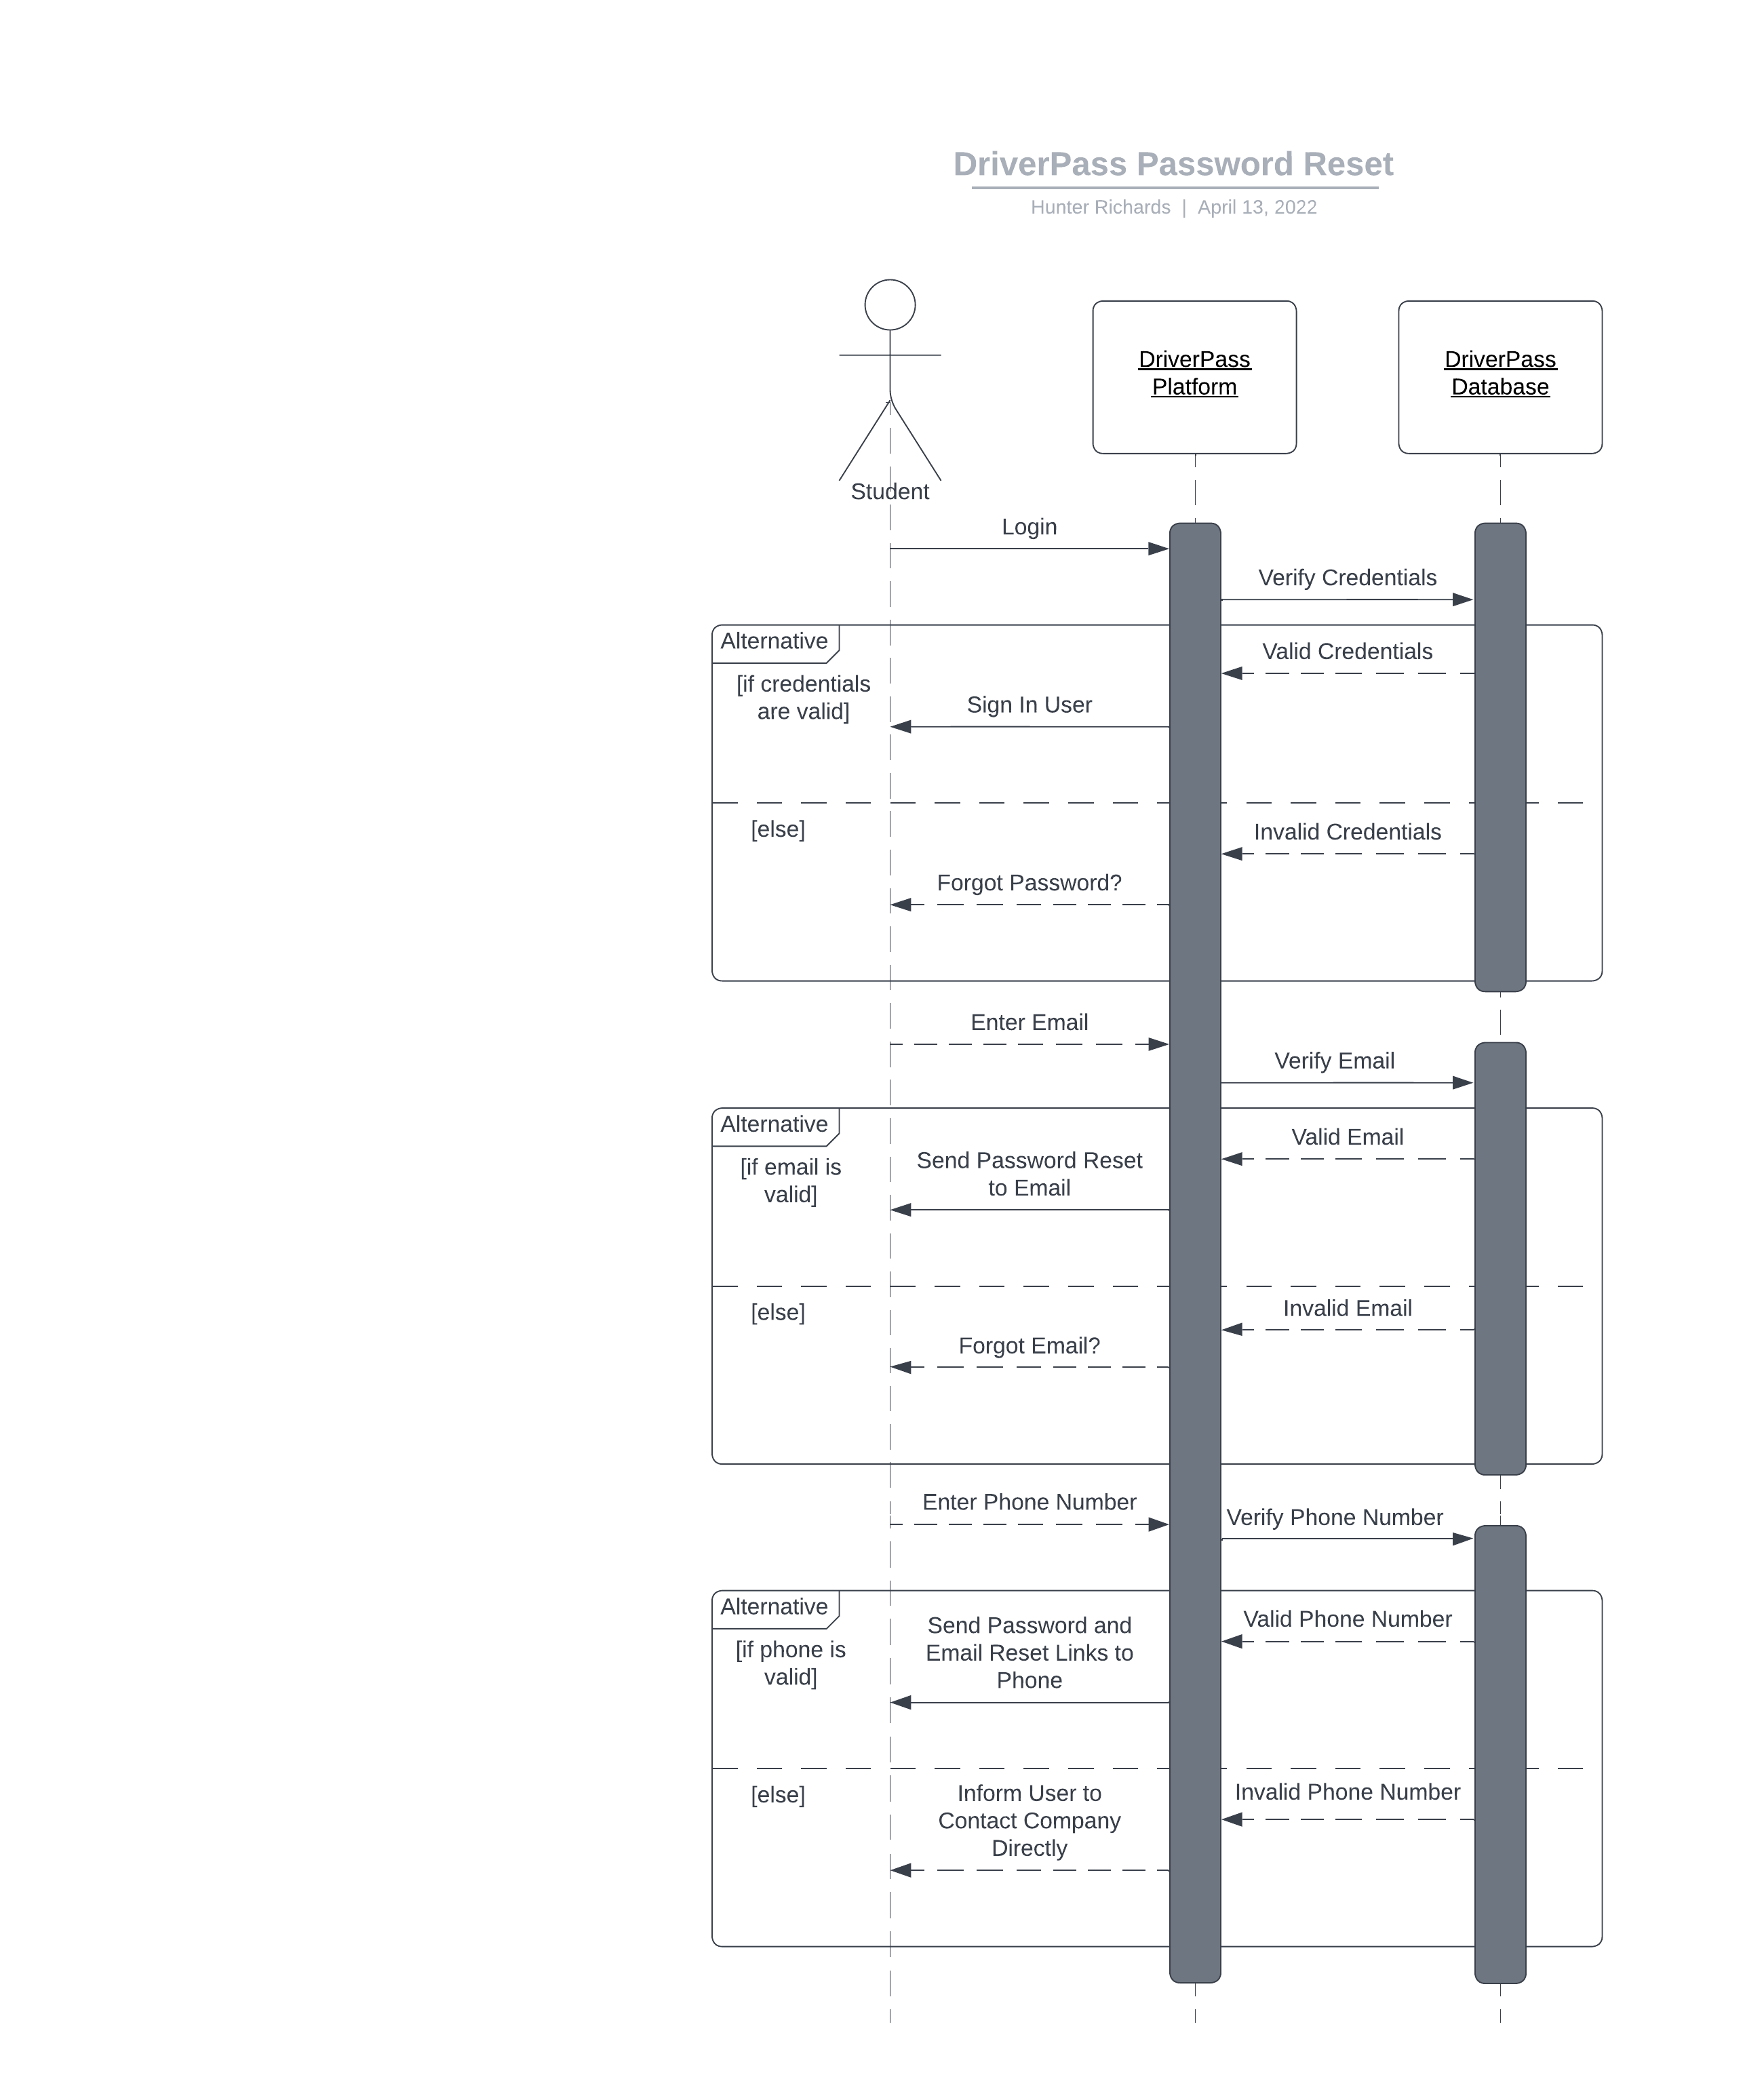 DriverPass Password Reset
Hunter Richards | April 13, 2022
DriverPass
Platform
DriverPass
Database
Student
Login
Verify Credentials
Alternative
Valid Credentials
[if credentials
are valid]
Sign In User
[else]
Invalid Credentials
Forgot Password?
Enter Email
Verify Email
Alternative
Valid Email
[if email is
valid]
Send Password Reset
to Email
[else]
Invalid Email
Forgot Email?
Enter Phone Number
Verify Phone Number
Alternative
Valid Phone Number
[if phone is
valid]
Send Password and
Email Reset Links to
Phone
[else]
Invalid Phone Number
Inform User to
Contact Company
Directly